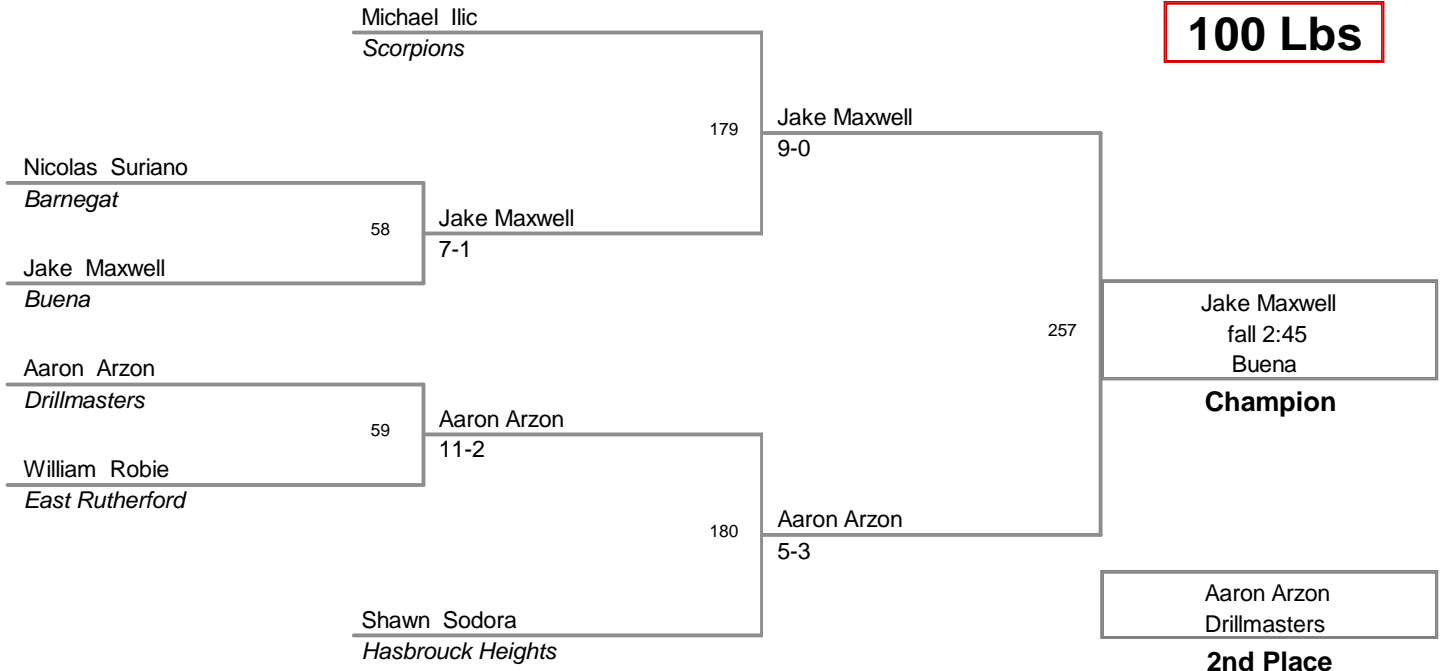 Michael Ilic
Scorpions
100 Lbs
179
Jake Maxwell
9-0
Nicolas Suriano
Barnegat
58
Jake Maxwell
7-1
Jake Maxwell
Buena
257
Jake Maxwell
fall 2:45
Buena
Champion
Aaron Arzon
Drillmasters
59
Aaron Arzon
11-2
William Robie
East Rutherford
180
Aaron Arzon
5-3
Shawn Sodora
Hasbrouck Heights
Aaron Arzon
Drillmasters
2nd Place